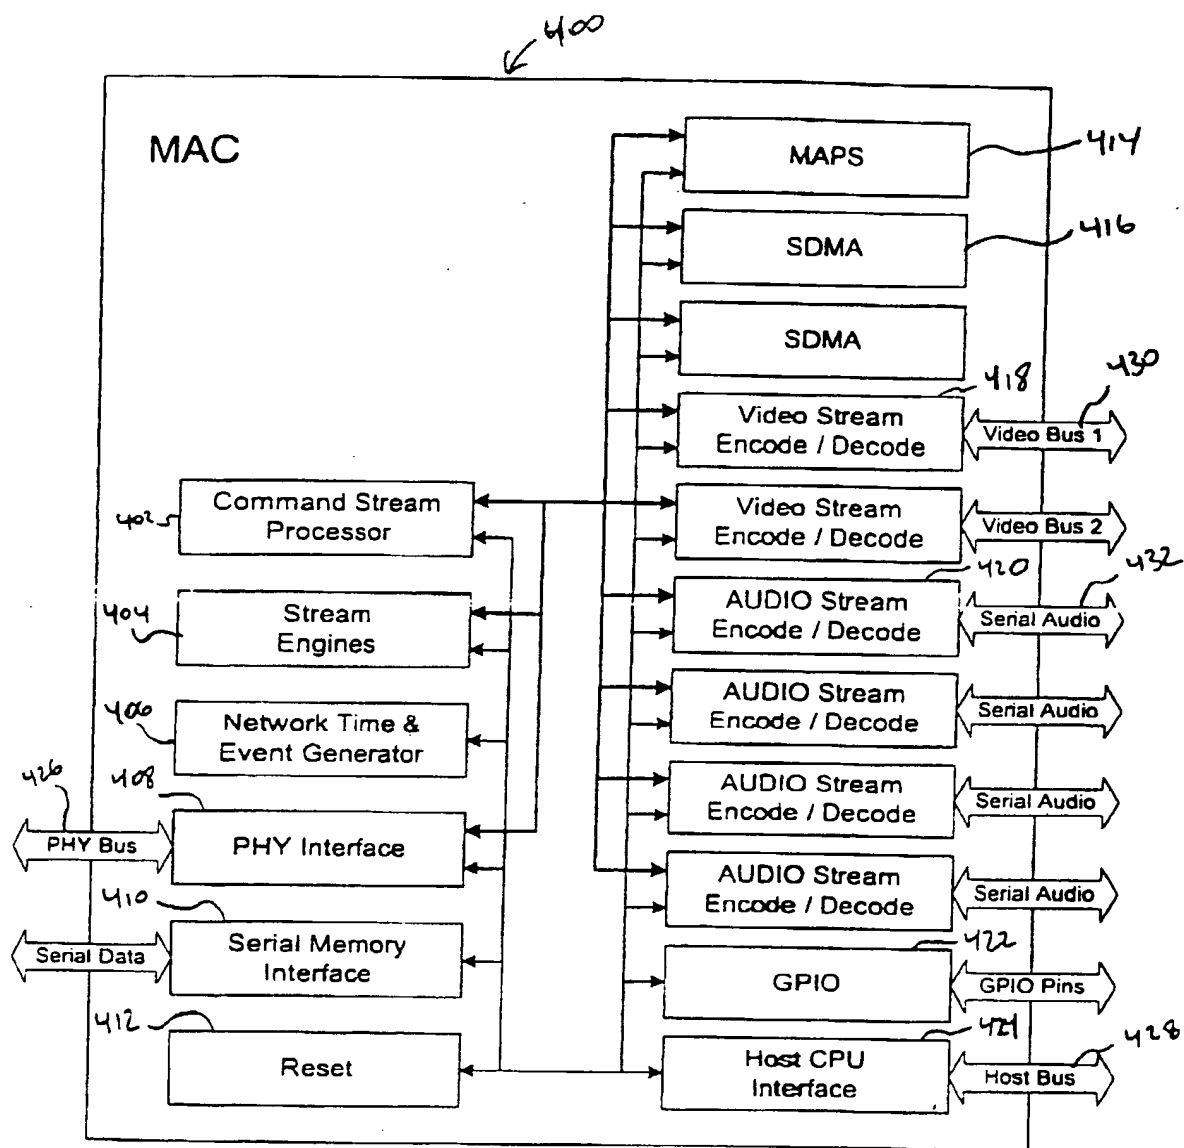 400
MAC
MAPS
414
SDMA
416
SDMA
418
Video Stream
Encode / Decode
430
Video Bus 1
402
Command Stream
Processor
Video Stream
Encode / Decode
Video Bus 2
404
Stream
Engines
420
AUDIO Stream
Encode / Decode
432
Serial Audio
406
Network Time &
Event Generator
AUDIO Stream
Encode / Decode
Serial Audio
426
PHY Bus
408
PHY Interface
AUDIO Stream
Encode / Decode
Serial Audio
AUDIO Stream
Encode / Decode
Serial Audio
410
Serial Data
Serial Memory
Interface
422
GPIO
GPIO Pins
412
Reset
424
Host CPU
Interface
428
Host Bus